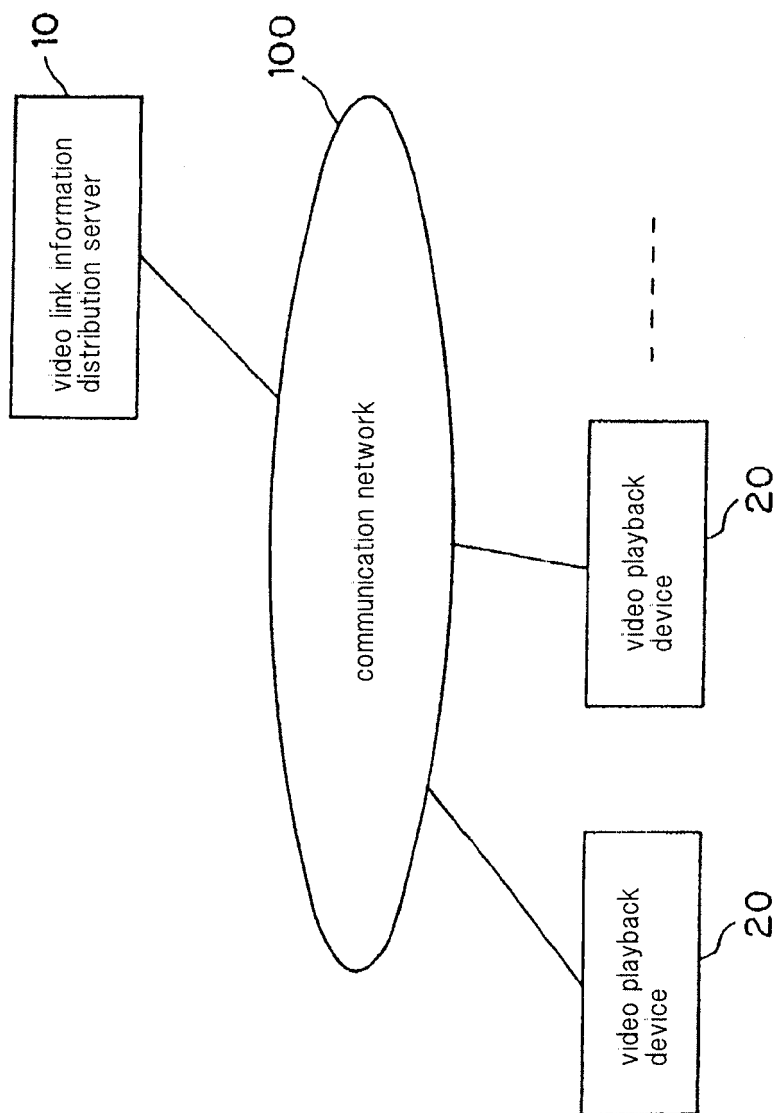 10
video link information
distribution server
100
communication network
video playback
device
20
video playback
device
20